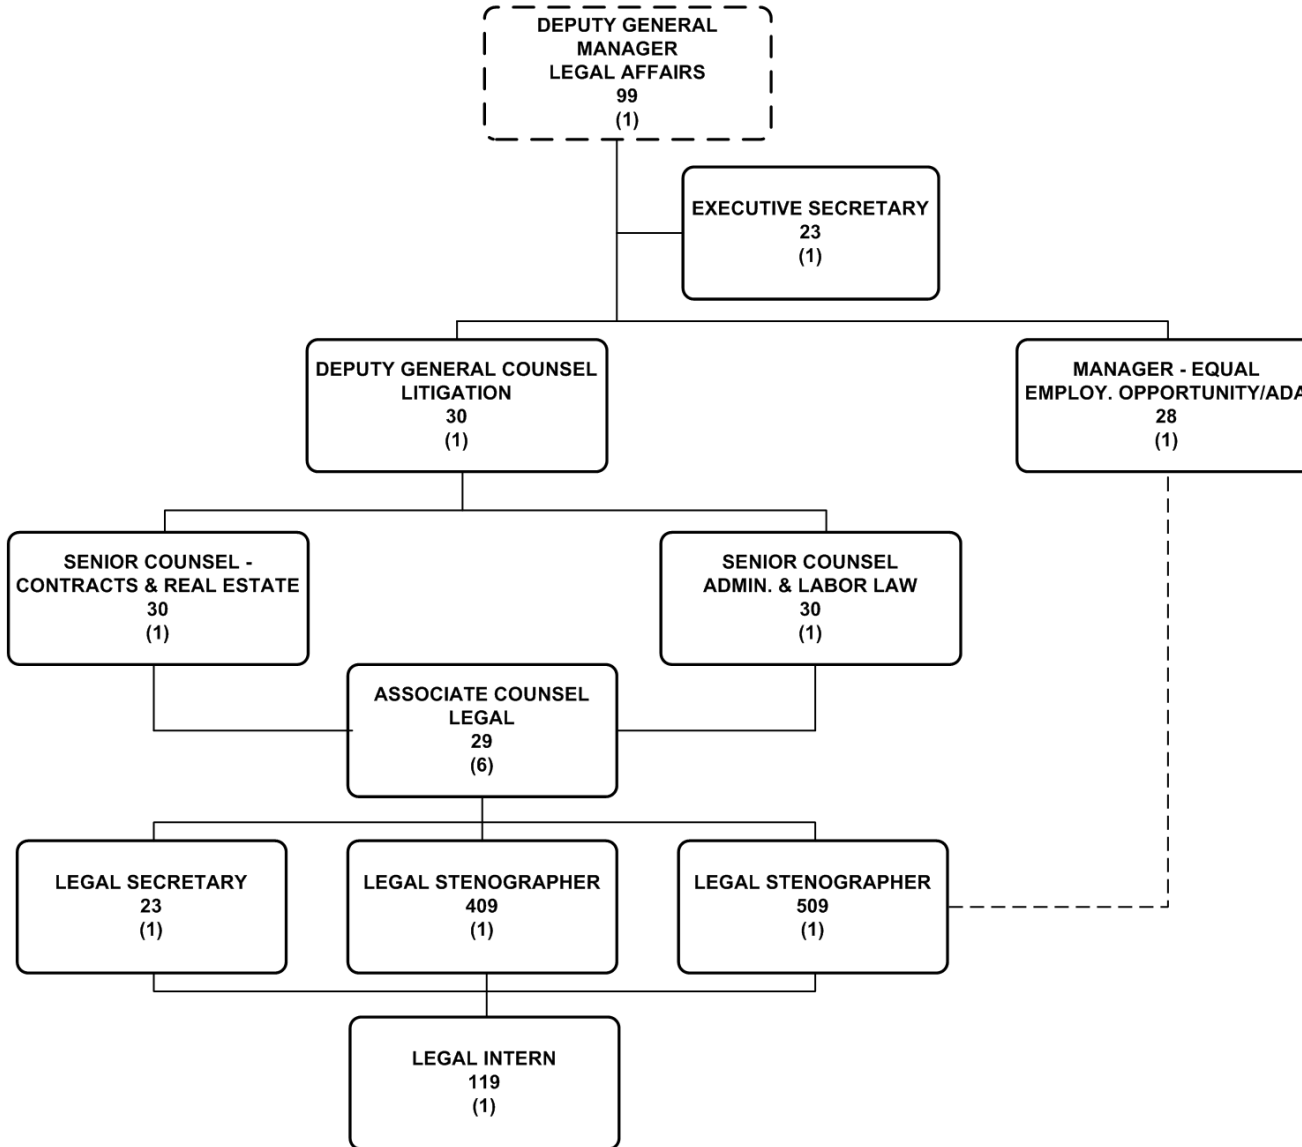 DEPUTY GENERAL
MANAGER
LEGAL AFFAIRS
99
(1)
EXECUTIVE SECRETARY
23
(1)
DEPUTY GENERAL COUNSEL
LITIGATION
30
(1)
MANAGER - EQUAL
EMPLOY. OPPORTUNITY/ADA
28
(1)
SENIOR COUNSEL -
CONTRACTS & REAL ESTATE
30
(1)
SENIOR COUNSEL
ADMIN. & LABOR LAW
30
(1)
ASSOCIATE COUNSEL
LEGAL
29
(6)
LEGAL SECRETARY
23
(1)
LEGAL STENOGRAPHER
409
(1)
LEGAL STENOGRAPHER
509
(1)
LEGAL INTERN
119
(1)